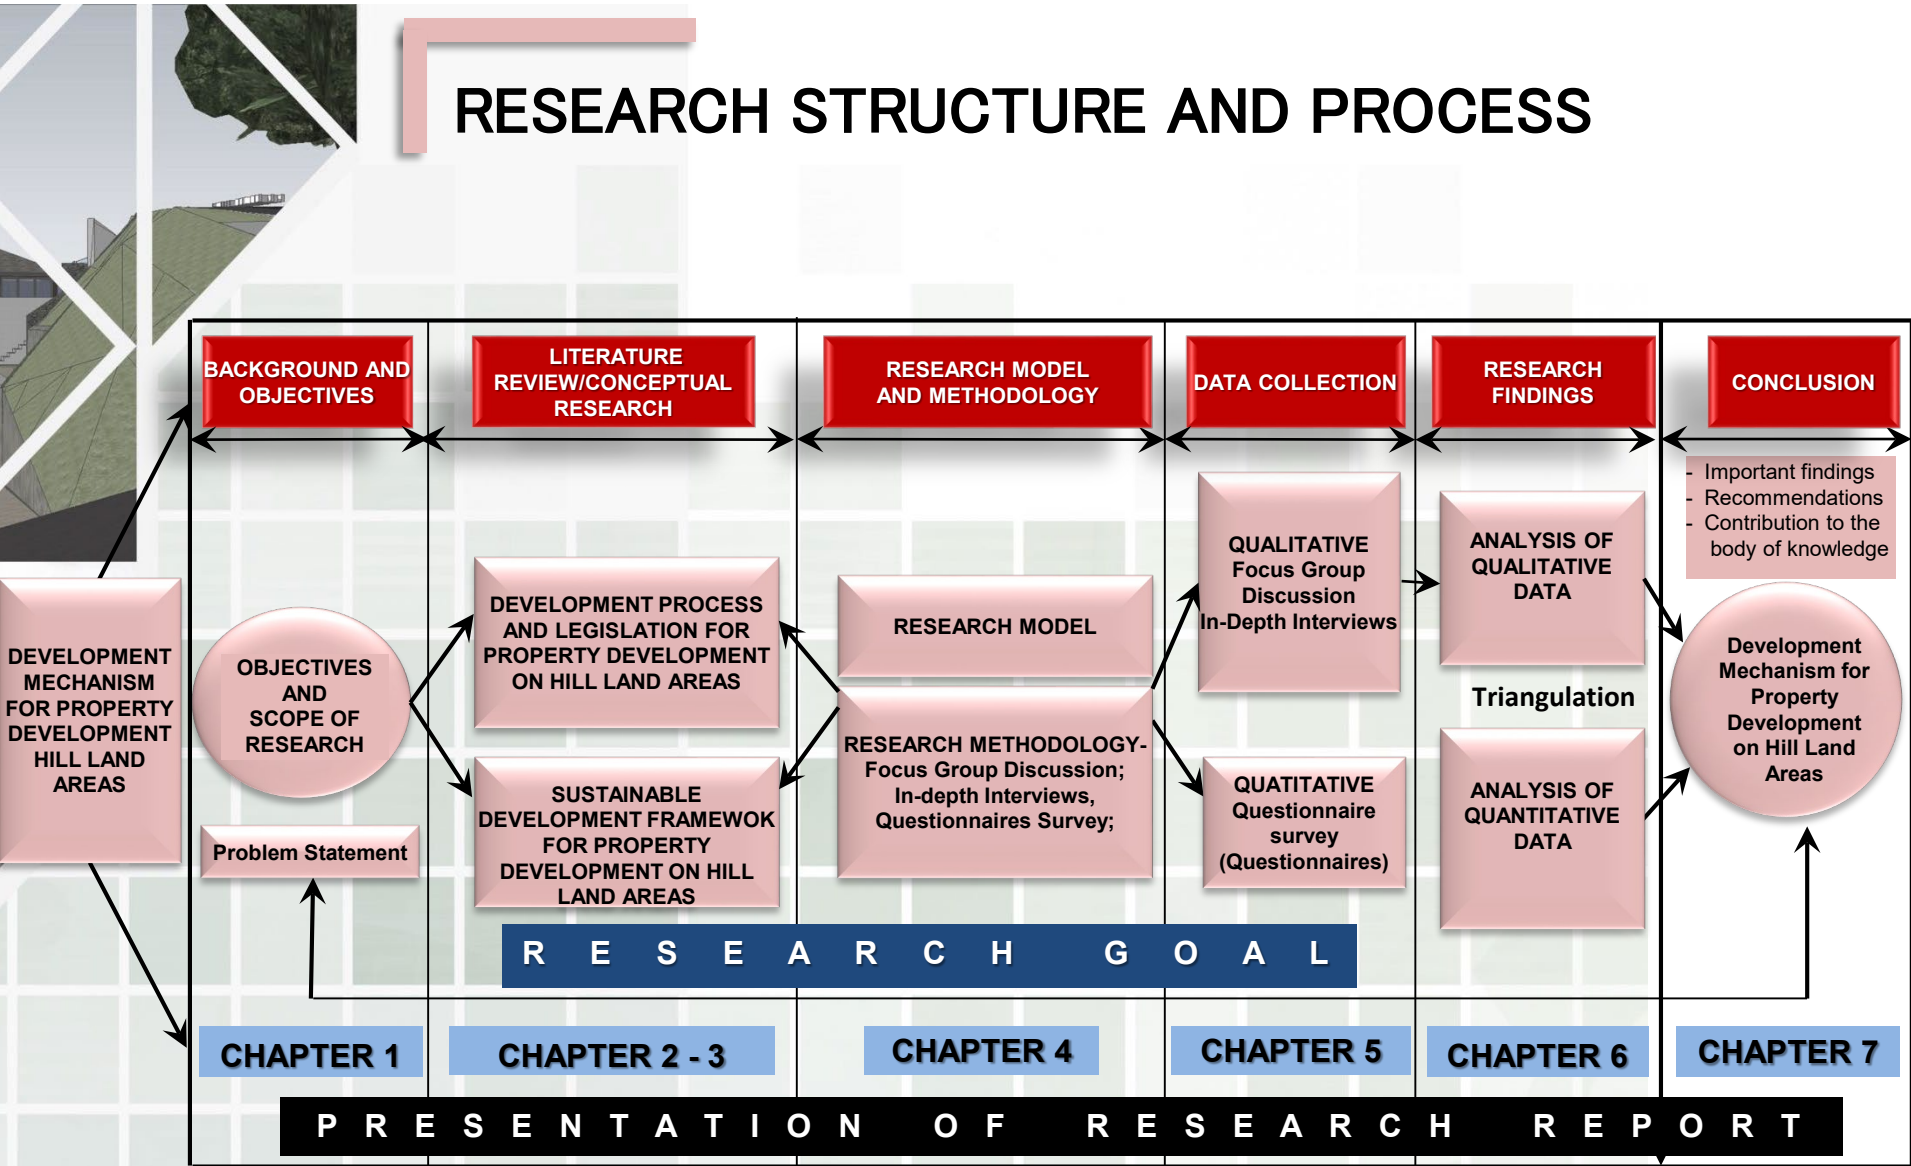 RESEARCH STRUCTURE AND PROCESS
BACKGROUND AND
OBJECTIVES
LITERATURE
REVIEW/CONCEPTUAL
RESEARCH
RESEARCH MODEL
AND METHODOLOGY
DATA COLLECTION
RESEARCH
FINDINGS
CONCLUSION
- Important findings
- Recommendations
- Contribution to the
body of knowledge
DEVELOPMENT
MECHANISM
FOR PROPERTY
DEVELOPMENT
HILL LAND
AREAS
OBJECTIVES
AND
SCOPE OF
RESEARCH
Problem Statement
DEVELOPMENT PROCESS
AND LEGISLATION FOR
PROPERTY DEVELOPMENT
ON HILL LAND AREAS
SUSTAINABLE
DEVELOPMENT FRAMEWOK
FOR PROPERTY
DEVELOPMENT ON HILL
LAND AREAS
RESEARCH MODEL
RESEARCH METHODOLOGY-
Focus Group Discussion;
In-depth Interviews,
Questionnaires Survey;
QUALITATIVE
Focus Group
Discussion
In-Depth Interviews
QUATITATIVE
Questionnaire
survey
(Questionnaires)
ANALYSIS OF
QUALITATIVE
DATA
Triangulation
ANALYSIS OF
QUANTITATIVE
DATA
Development
Mechanism for
Property
Development
on Hill Land
Areas
RESEARCH GOAL
CHAPTER 1
CHAPTER 2 - 3
CHAPTER 4
CHAPTER 5
CHAPTER 6
CHAPTER 7
PRESENTATION OF RESEARCH REPORT